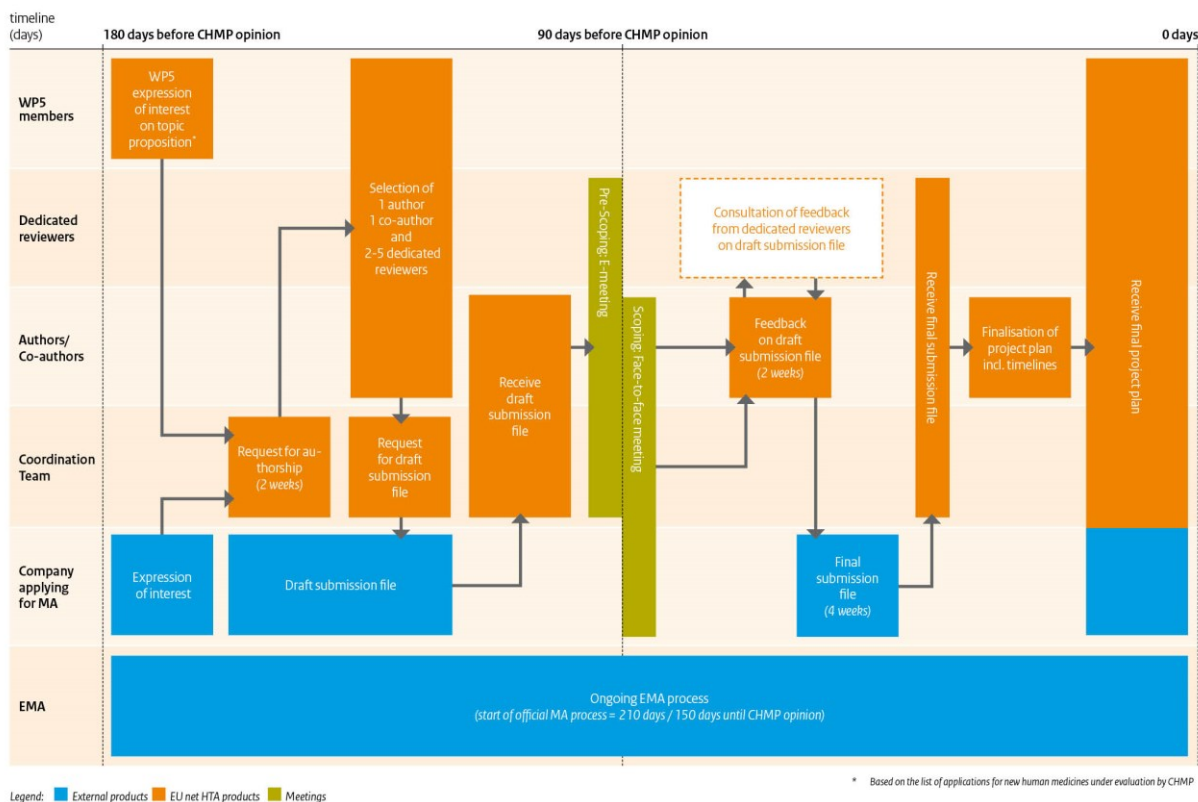 timeline
(days)
180 days before CHMP opinion
90 days before CHMP opinion
0 days
WP5
members
WP5
expression
of interest
on topic
proposition*
Dedicated
reviewers
Selection of
1 author
1 co-author
and
2-5 dedicated
reviewers
Pre-Scoping: E-meeting
Consultation of feedback
from dedicated reviewers
on draft submission file
Receive final submission file
Receive final project plan
Authors/
Co-authors
Receive
draft
submission
file
Scoping: Face-to-face meeting
Feedback
on draft
submission file
(2 weeks)
Finalisation of
project plan
incl. timelines
Coordination
Team
Request for au-
thorship
(2 weeks)
Request
for draft
submission
file
Company
applying
for MA
Expression
of interest
Draft submission file
Final
submission
file
(4 weeks)
EMA
Ongoing EMA process
(start of official MA process = 210 days / 150 days until CHMP opinion)
* Based on the list of applications for new human medicines under evaluation by CHMP
Legend: External products EU net HTA products Meetings